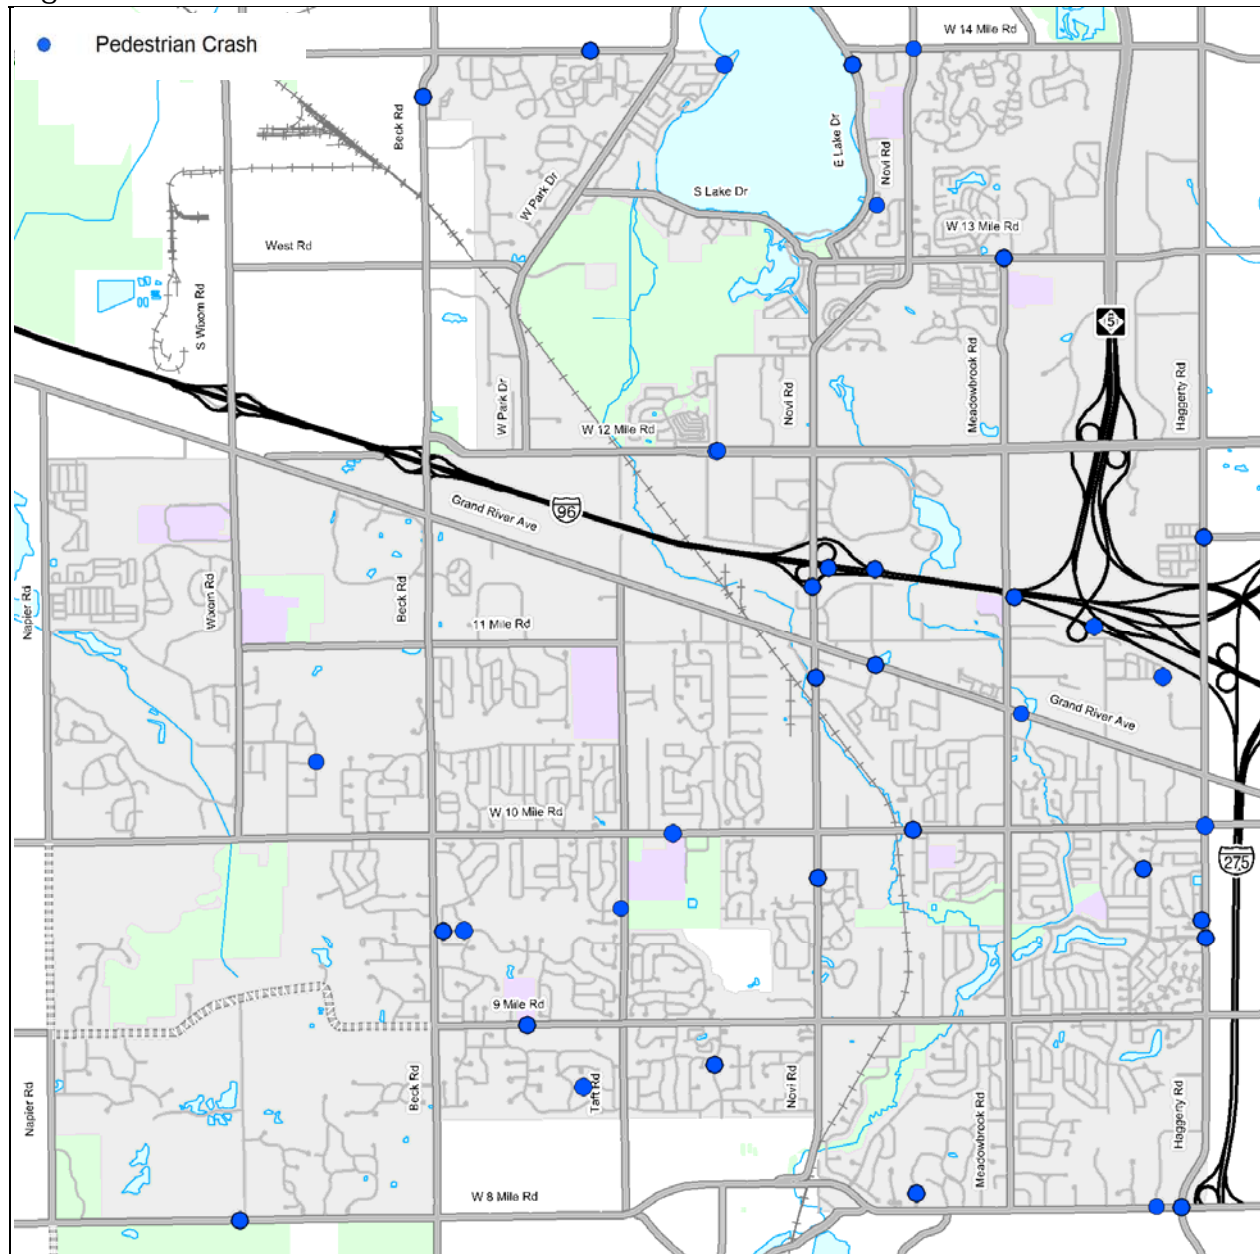 Pedestrian Crash
W 14 Mile Rd
Beck Rd
E Lake Dr
Novi Rd
W Park Dr
S Lake Dr
W 13 Mile Rd
West Rd
S Wixom Rd
5
Meadowbrook Rd
Haggerty Rd
W Park Dr
Novi Rd
W 12 Mile Rd
Grand River Ave
96
Napier Rd
Wixom Rd
Beck Rd
11 Mile Rd
Grand River Ave
W 10 Mile Rd
275
9 Mile Rd
Napier Rd
Beck Rd
Taft Rd
Novi Rd
Meadowbrook Rd
Haggerty Rd
W 8 Mile Rd